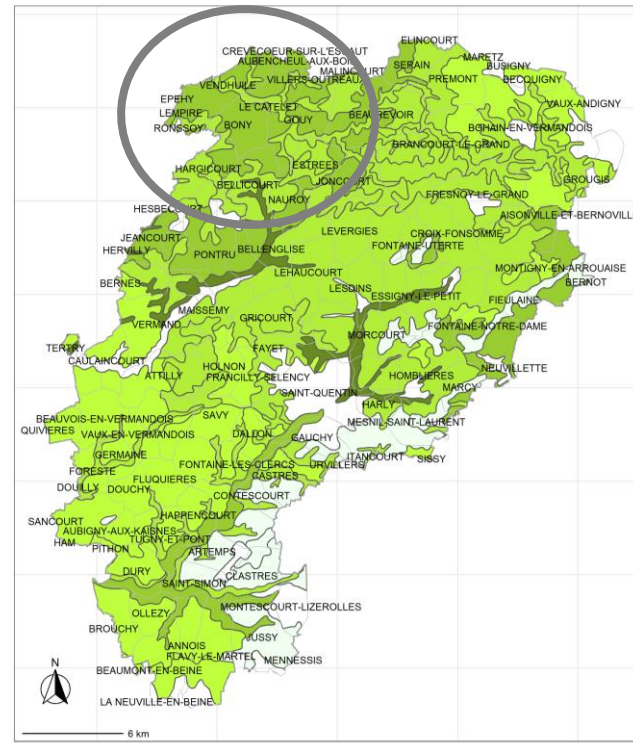 ELINCOURT
CREVECOEUR-SUR-L'ESCAUT
MARETZ
AUBENCHEUL-AUX-BOIS
SERAIN
BUSIGNY
MALINCOURT
VENDHUILE
VILLERS-OUTREAUX
PREMONT
BECQUIGNY
EPEHY
LE CATELET
VAUX-ANDIGNY
LEMPIRE
GOUY
BEAUREVOIR
RONSSOY
BONY
BOHAIN-EN-VERMANDOIS
BRANCOURT-LE-GRAND
HARGICOURT
ESTREES
JONCOURT
GROUGIS
BELLICOURT
NAUROY
FRESNOY-LE-GRAND
HESBECOURT
AISONVILLE-ET-BERNOVILLE
LEVERGIES
CROIX-FONSOMME
JEANCOURT
HERVILLY
PONTRU
BELLENGLISE
FONTAINE-UTERTE
LEHAUCOURT
MONTIGNY-EN-ARROUAISE
BERNES
LESDINS
BERNOT
ESSIGNY-LE-PETIT
FIEULAINE
MAISSEMY
GRICOURT
VERMAND
FONTAINE-NOTRE-DAME
MORCOURT
TERTRY
FAYET
CAULAINCOURT
HOLNON
NEUVILLETTE
ATTILLY
FRANCILLY-SELENCY
HOMBLIERES
MARCY
SAINT-QUENTIN
HARLY
BEAUVOIS-EN-VERMANDOIS
SAVY
MESNIL-SAINT-LAURENT
QUIVIERES
VAUX-EN-VERMANDOIS
DALLON
GAUCHY
GERMAINE
ITANCOURT
SISSY
FORESTE
FONTAINE-LES-CLERCS
URVILLERS
DOUILLY
FLUQUIERES
CASTRES
DOUCHY
CONTESCOURT
HAPPENCOURT
SANCOURT
AUBIGNY-AUX-KAISNES
TUGNY-ET-PONT
HAM
PITHON
ARTEMPS
DURY
CLASTRES
SAINT-SIMON
OLLEZY
MONTESCOURT-LIZEROLLES
BROUCHY
JUSSY
ANNOIS
FLAVY-LE-MARTEL
MENNESSIS
BEAUMONT-EN-BEINE
LA NEUVILLE-EN-BEINE
N
6 km